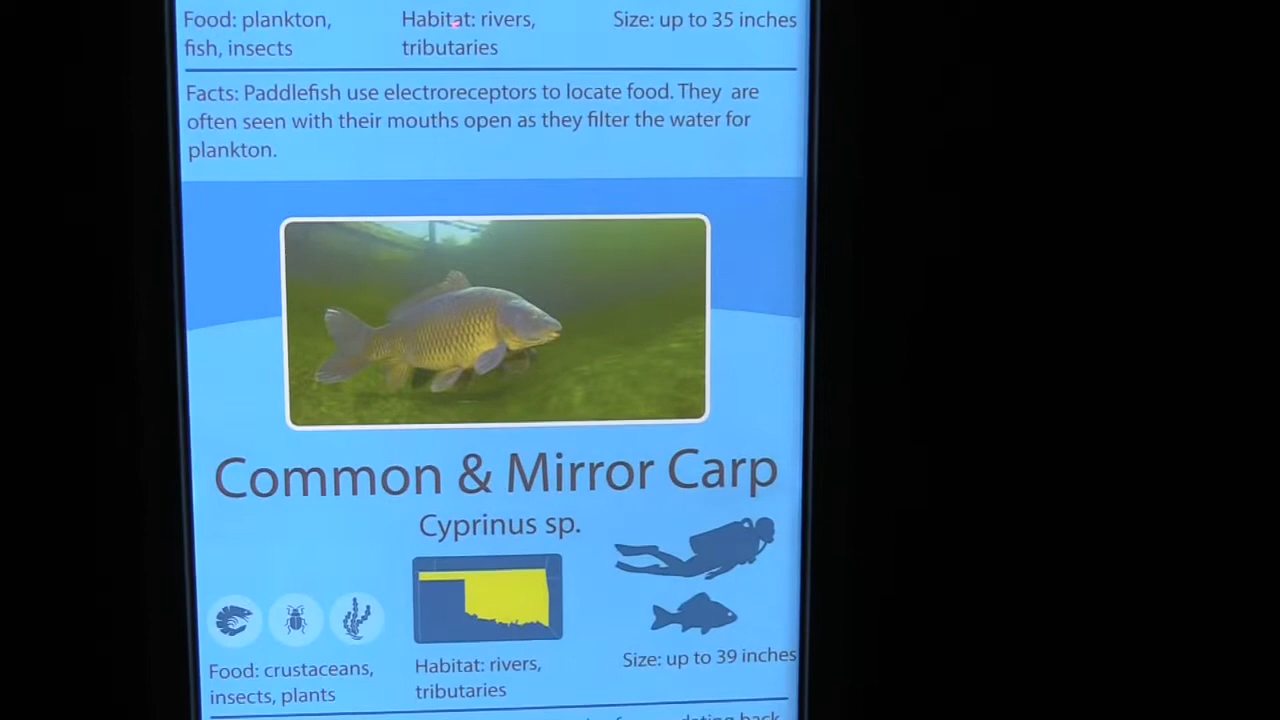 Food: plankton,
fish, insects
Habitat: rivers,
tributaries
Size: up to 35 inches
Facts: Paddlefish use electroreceptors to locate food. They are
often seen with their mouths open as they filter the water for
plankton.
Common & Mirror Carp
Cyprinus sp.
Food: crustaceans,
insects, plants
Habitat: rivers,
tributaries
Size: up to 39 inches
dating back